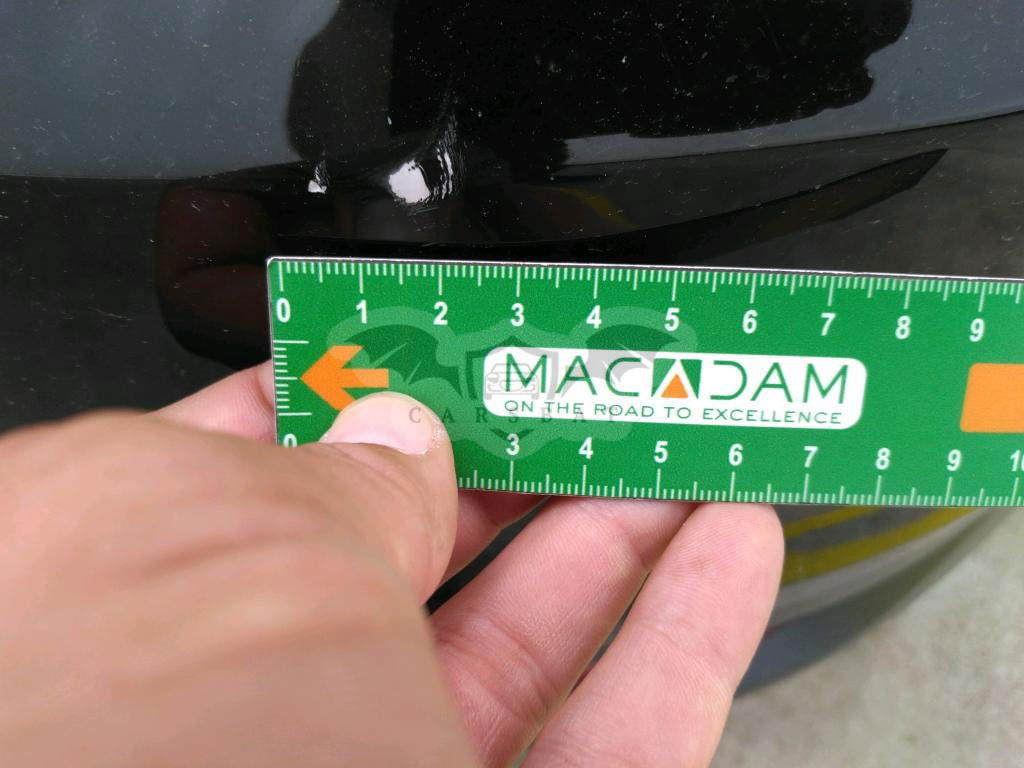 0 1 2 3 4 5 6 7 8 9
MACADAM
ON THE ROAD TO EXCELLENCE
CARSBAT
0 3 4 5 6 7 8 9 10